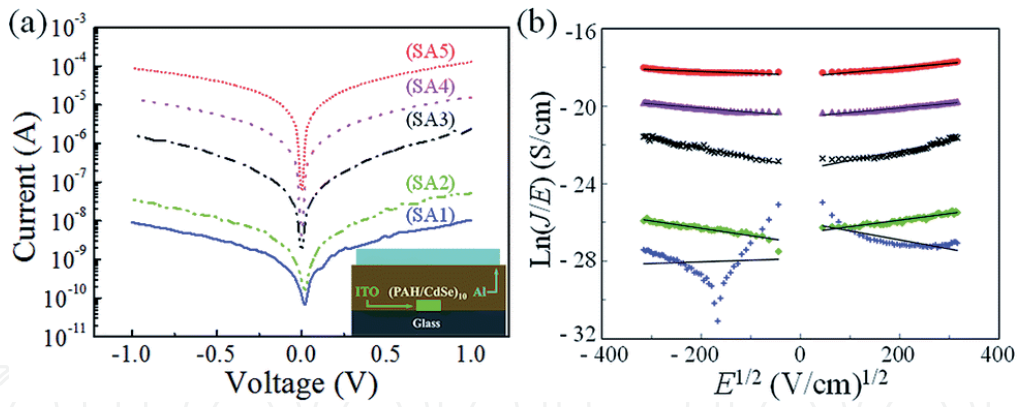 (a)
Current (A)
10⁻³
10⁻⁴
10⁻⁵
10⁻⁶
10⁻⁷
10⁻⁸
10⁻⁹
10⁻¹⁰
10⁻¹¹
(SA5)
(SA4)
(SA3)
(SA2)
(SA1)
ITO (PAH/CdSe)₁₀ Al
Glass
-1.0 -0.5 0.0 0.5 1.0
Voltage (V)
(b)
Ln(J/E) (S/cm)
-16
-20
-24
-28
-32
-400 -200 0 200 400
E^1/2 (V/cm)^1/2